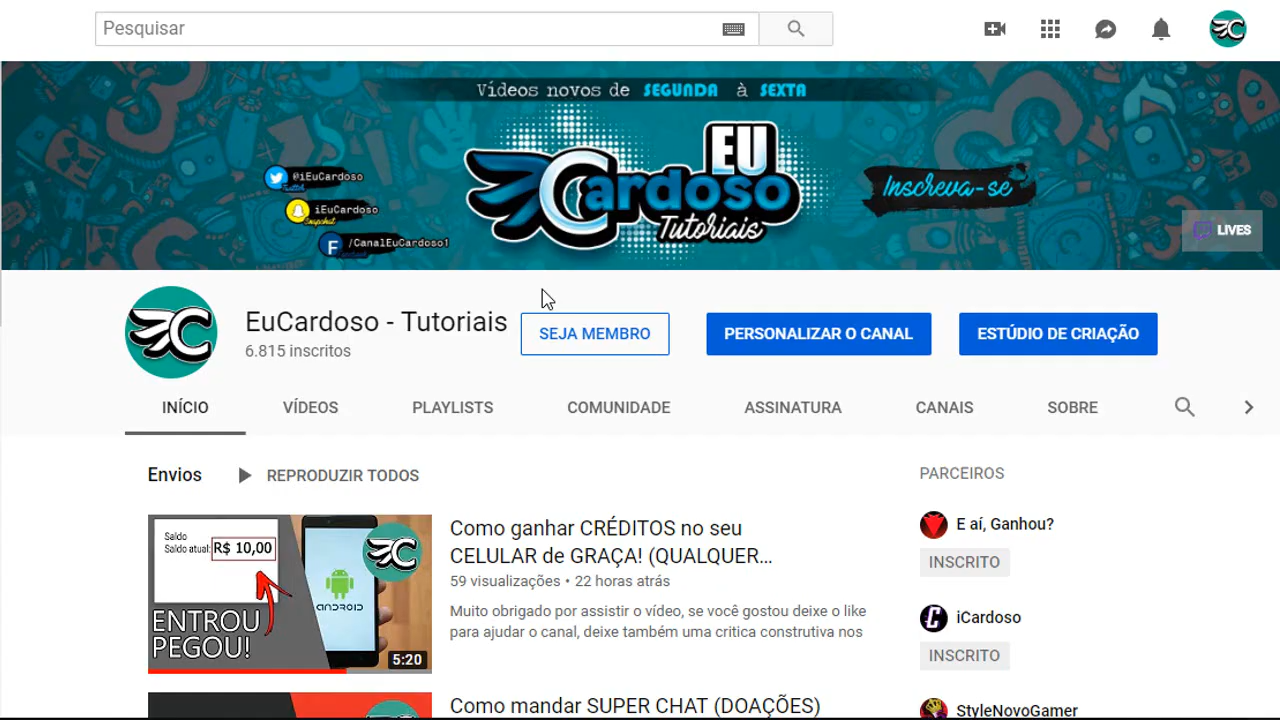 Pesquisar
Vídeos novos de SEGUNDA à SEXTA
@iEuCardoso
Twitter
iEuCardoso
Snapchat
/CanalEuCardoso1
EU
Cardoso
Tutoriais
Inscreva-se
LIVES
EuCardoso - Tutoriais
6.815 inscritos
SEJA MEMBRO
PERSONALIZAR O CANAL
ESTÚDIO DE CRIAÇÃO
INÍCIO
VÍDEOS
PLAYLISTS
COMUNIDADE
ASSINATURA
CANAIS
SOBRE
Envios
REPRODUZIR TODOS
Saldo
Saldo atual: R$ 10,00
ENTROU
PEGOU!
ANDROID
5:20
Como ganhar CRÉDITOS no seu
CELULAR de GRAÇA! (QUALQUER...
59 visualizações • 22 horas atrás
Muito obrigado por assistir o vídeo, se você gostou deixe o like
para ajudar o canal, deixe também uma critica construtiva nos
Como mandar SUPER CHAT (DOAÇÕES)
PARCEIROS
E aí, Ganhou?
INSCRITO
iCardoso
INSCRITO
StyleNovoGamer